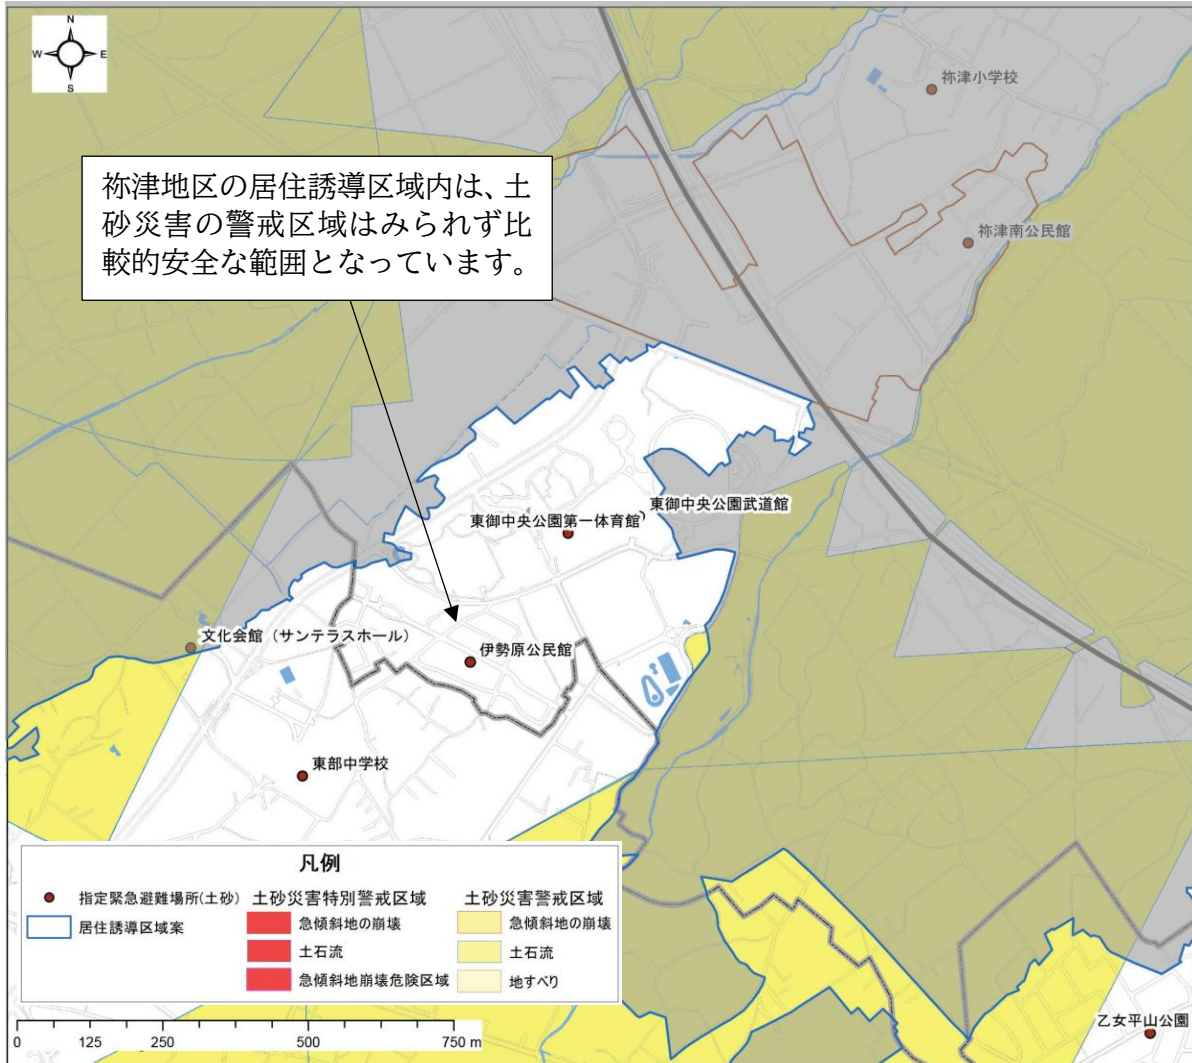 N
W
E
S
祢津小学校
祢津地区の居住誘導区域内は、土
砂災害の警戒区域はみられず比
較的安全な範囲となっています。
祢津南公民館
東御中央公園武道館
東御中央公園第一体育館
文化会館（サンテラスホール）
伊勢原公民館
東部中学校
凡例
指定緊急避難場所(土砂)
居住誘導区域案
土砂災害特別警戒区域
急傾斜地の崩壊
土石流
急傾斜地崩壊危険区域
土砂災害警戒区域
急傾斜地の崩壊
土石流
地すべり
乙女平山公園
0 125 250 500 750 m